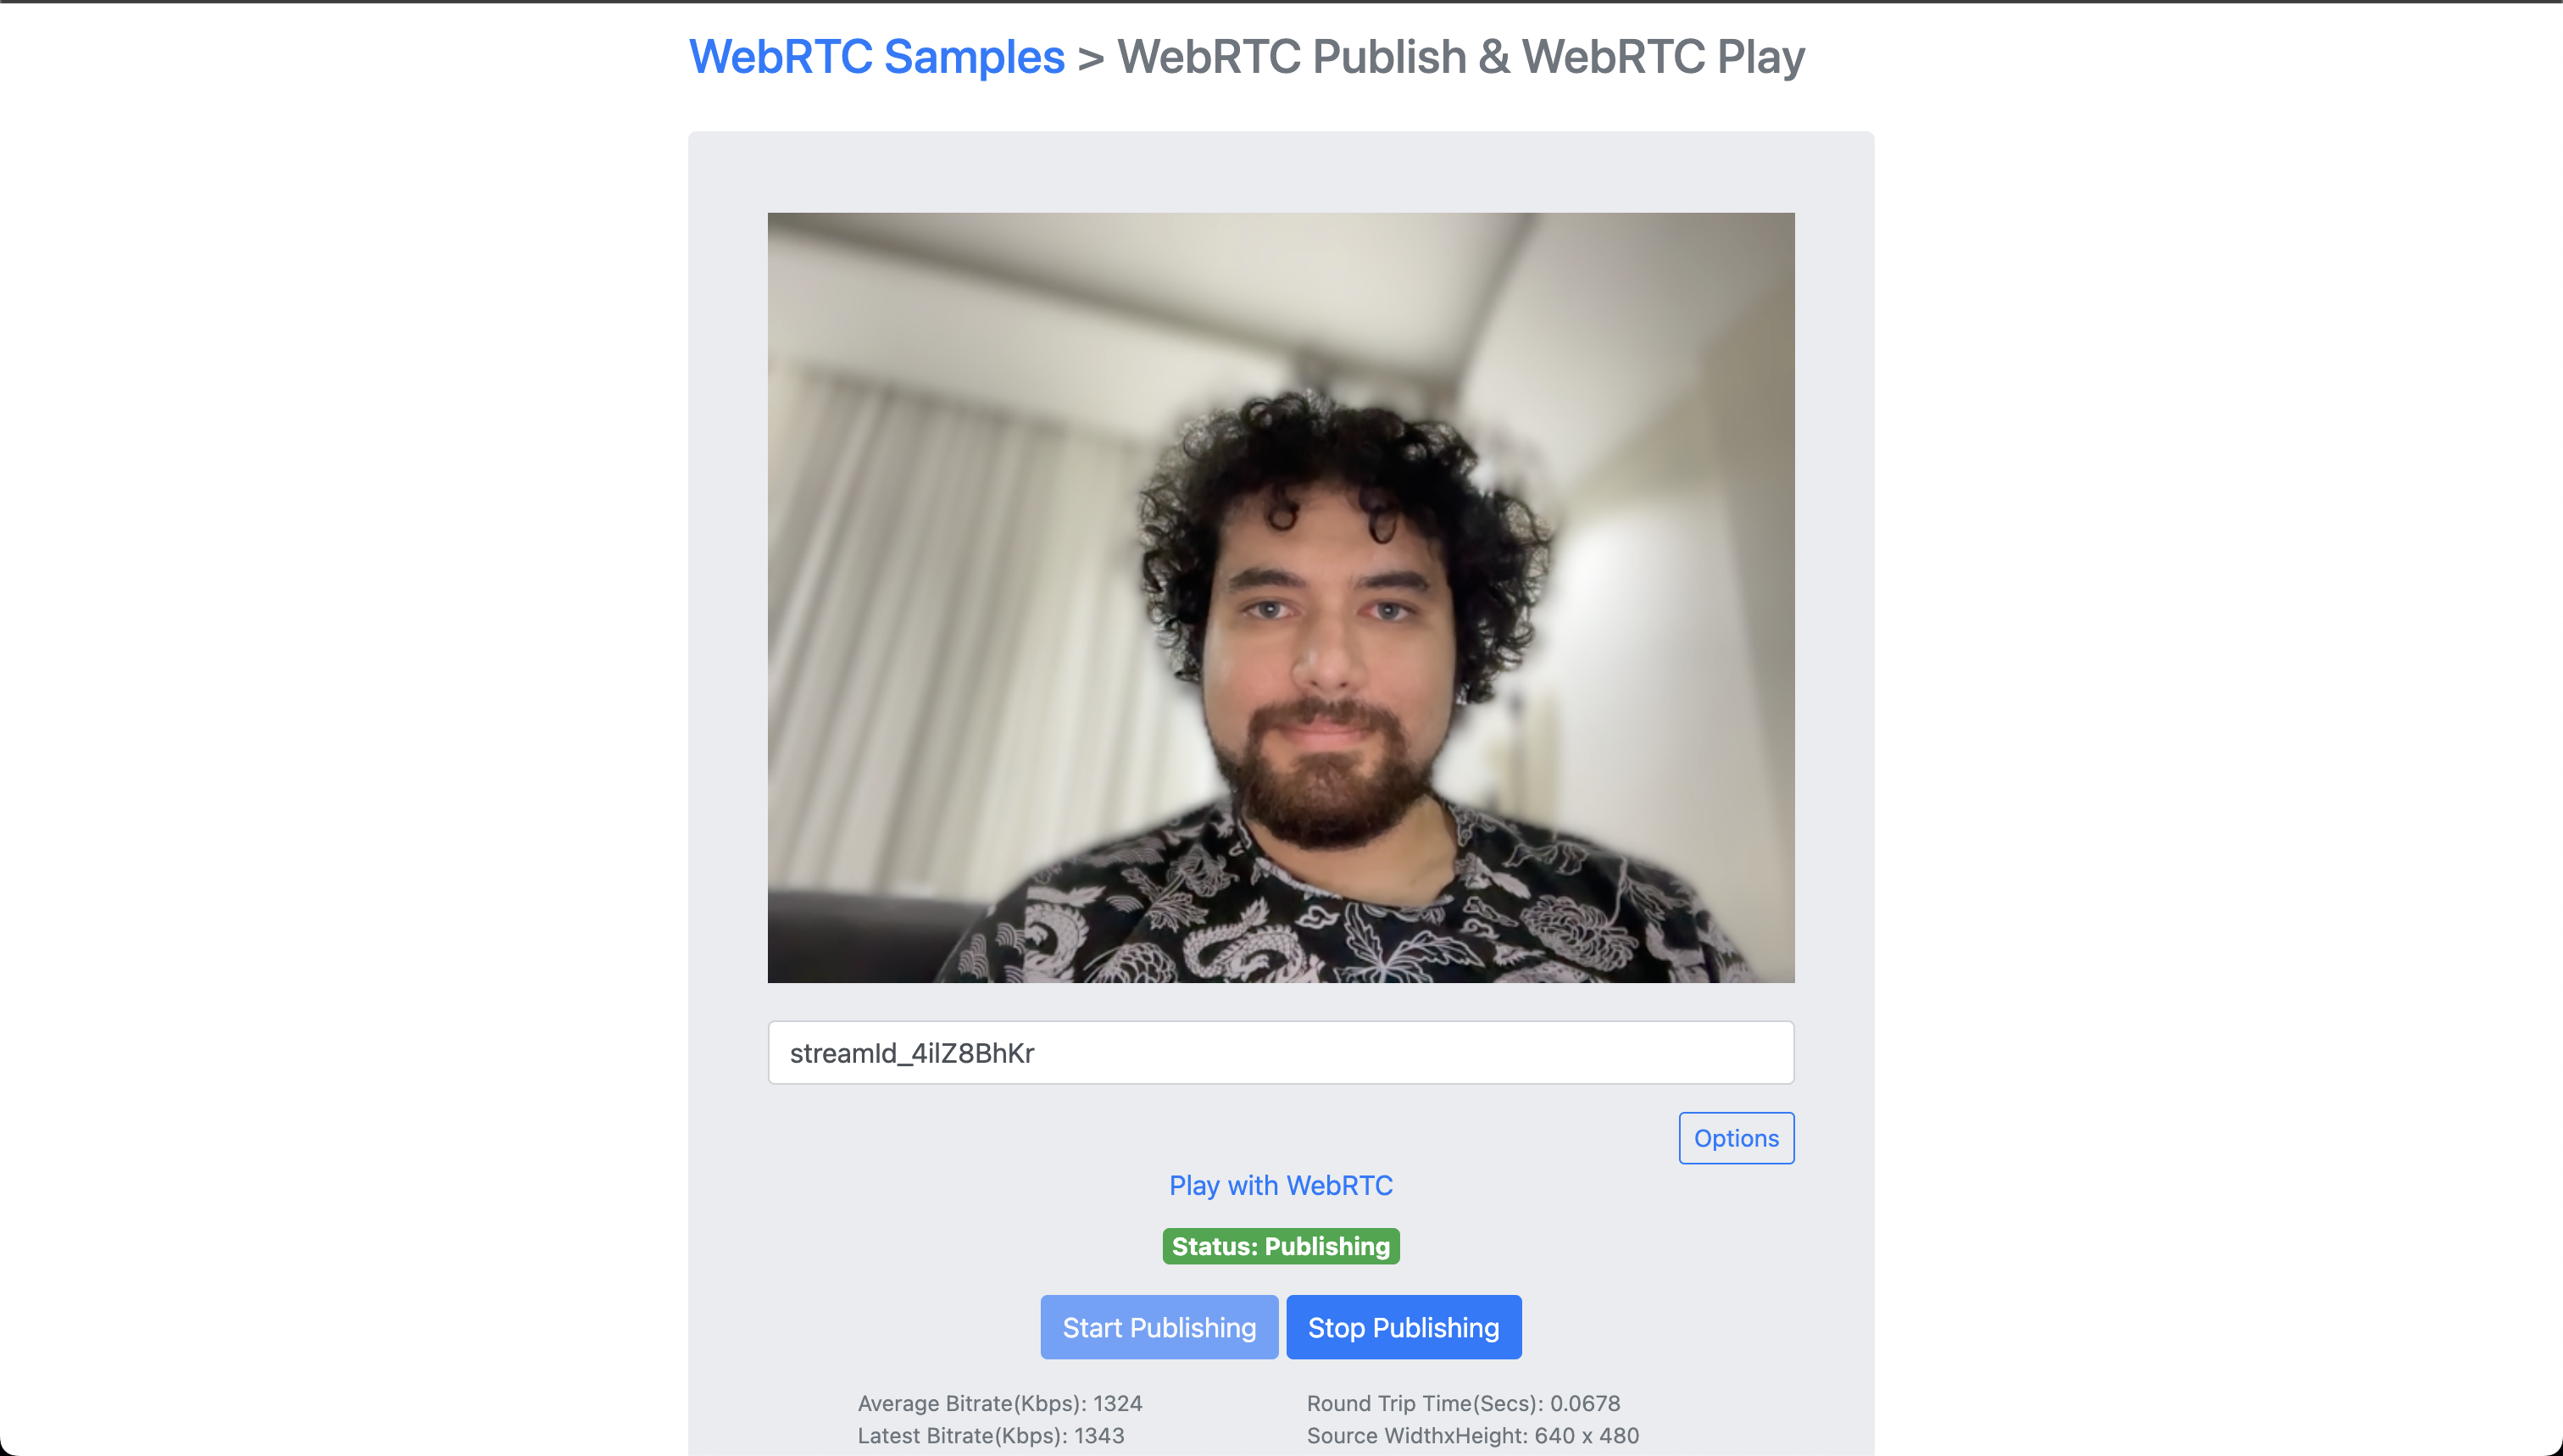 WebRTC Samples > WebRTC Publish & WebRTC Play
streamId_4ilZ8BhKr
Options
Play with WebRTC
Status: Publishing
Start Publishing Stop Publishing
Average Bitrate(Kbps): 1324 Round Trip Time(Secs): 0.0678
Latest Bitrate(Kbps): 1343 Source WidthxHeight: 640 x 480